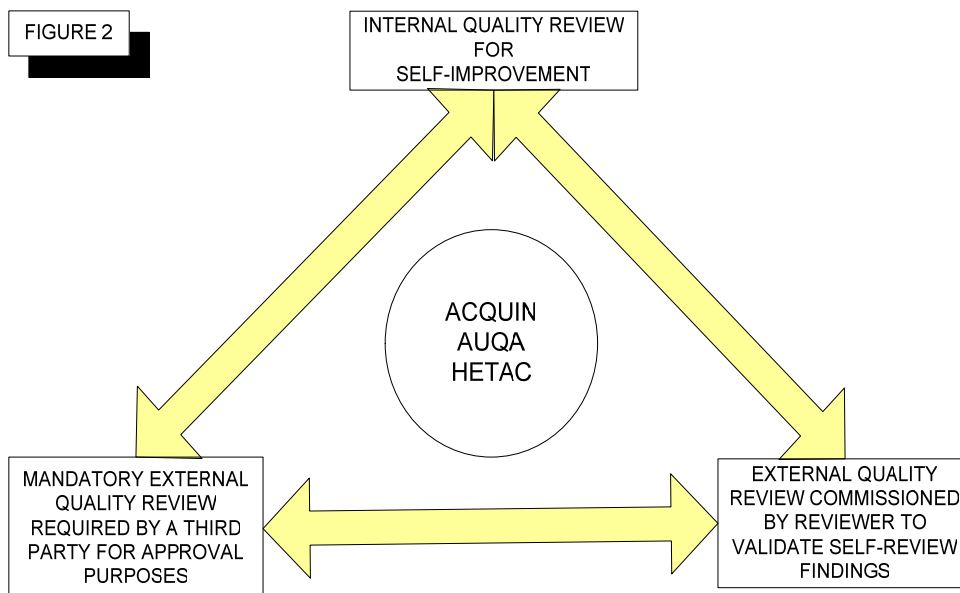 FIGURE 2
INTERNAL QUALITY REVIEW
FOR
SELF-IMPROVEMENT
ACQUIN
AUQA
HETAC
MANDATORY EXTERNAL
QUALITY REVIEW
REQUIRED BY A THIRD
PARTY FOR APPROVAL
PURPOSES
EXTERNAL QUALITY
REVIEW COMMISSIONED
BY REVIEWER TO
VALIDATE SELF-REVIEW
FINDINGS